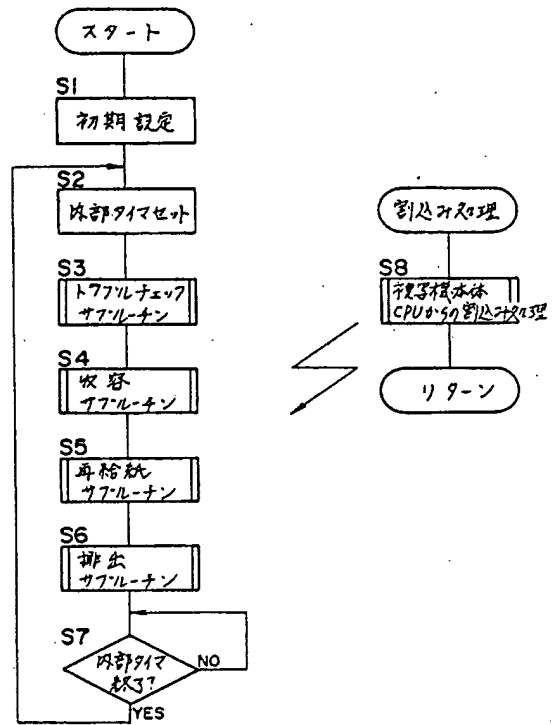 スタート
S1
初期設定
S2
内部タイマセット
S3
トラブルチェック
サブルーチン
S4
収容
サブルーチン
S5
再給紙
サブルーチン
S6
排出
サブルーチン
S7
内部タイマ
終了?
NO
YES
割込み処理
S8
複写機本体
CPUからの割込み処理
リターン